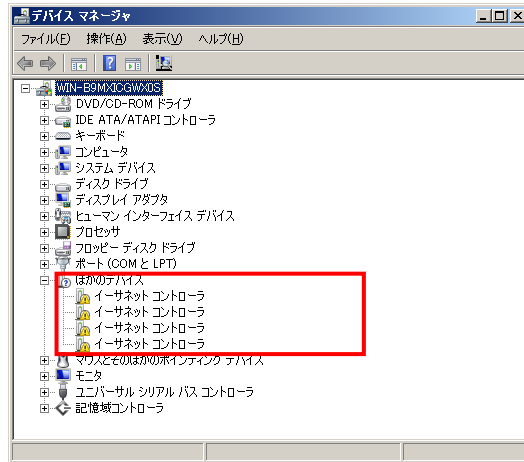 デバイス マネージャ
ファイル(F) 操作(A) 表示(V) ヘルプ(H)
WIN-B9MXICGWX0S
DVD/CD-ROM ドライブ
IDE ATA/ATAPI コントローラ
キーボード
コンピュータ
システム デバイス
ディスク ドライブ
ディスプレイ アダプタ
ヒューマン インターフェイス デバイス
プロセッサ
フロッピー ディスク ドライブ
ポート (COM と LPT)
ほかのデバイス
イーサネット コントローラ
イーサネット コントローラ
イーサネット コントローラ
イーサネット コントローラ
マウスとそのほかのポインティング デバイス
モニタ
ユニバーサル シリアル バス コントローラ
記憶域コントローラ